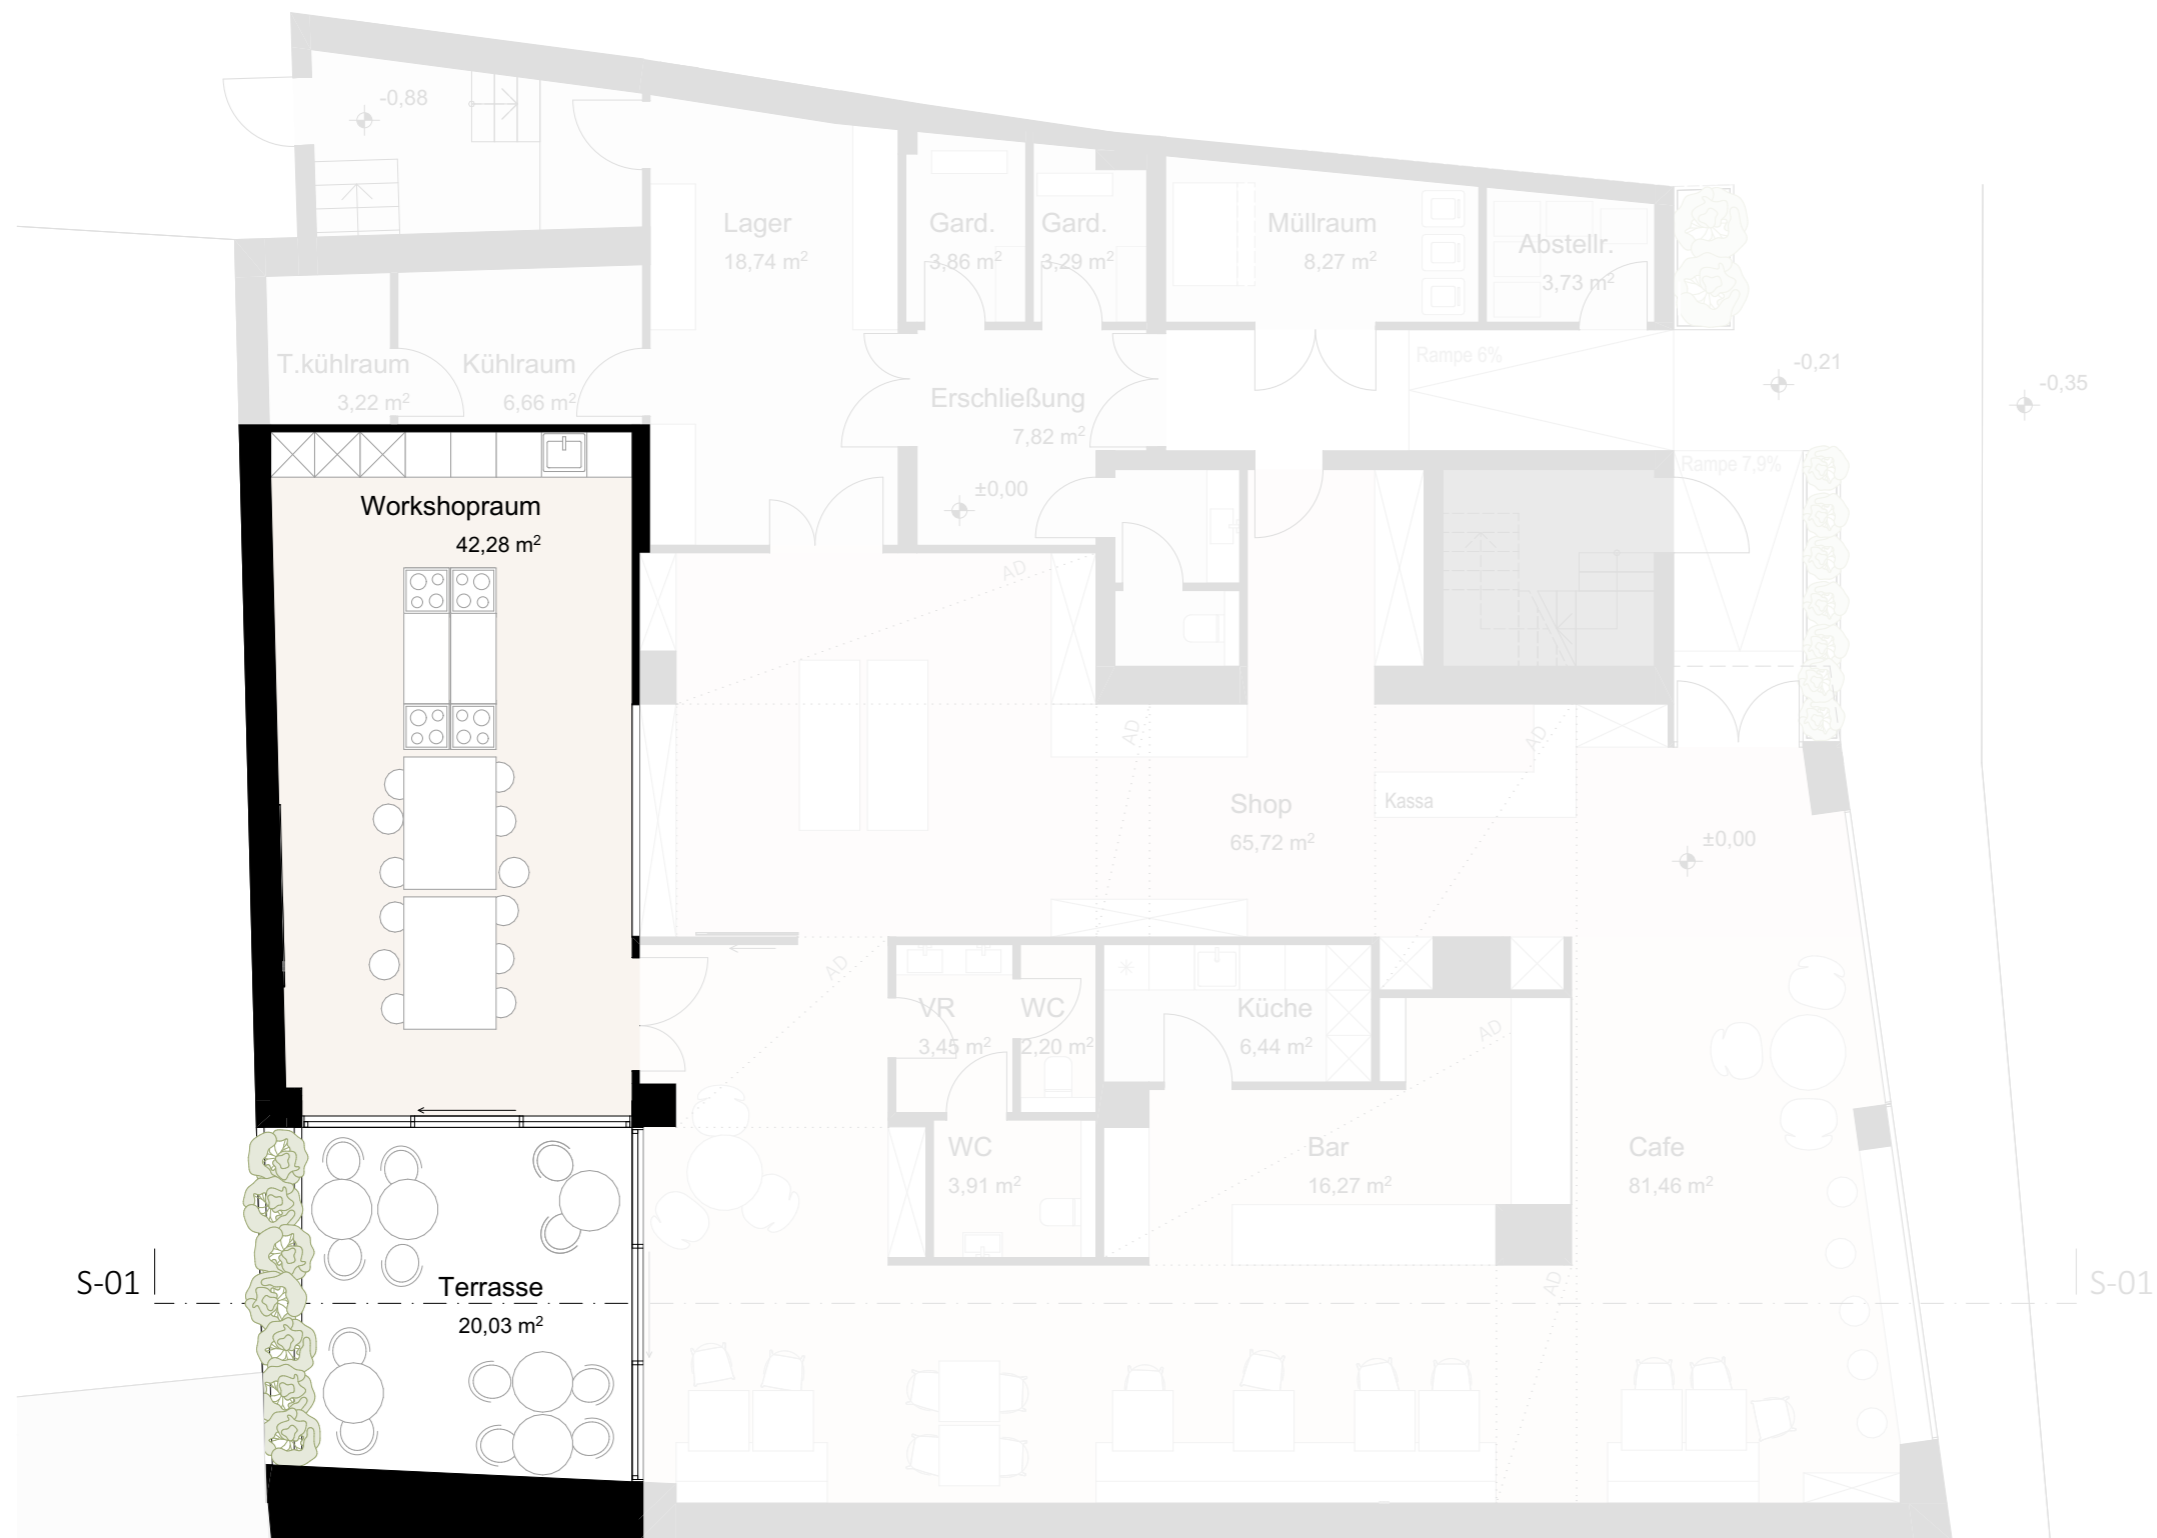 -0,88
Lager
18,74 m²
Gard.
3,86 m²
Gard.
3,29 m²
Müllraum
8,27 m²
Abstellr.
3,73 m²
T.kühlraum
3,22 m²
Kühlraum
6,66 m²
Erschließung
7,82 m²
Rampe 6%
-0,21
-0,35
Rampe 7,9%
±0,00
Workshopraum
42,28 m²
AD
AD
AD
Shop
65,72 m²
Kassa
±0,00
AD
VR
3,45 m²
WC
2,20 m²
Küche
6,44 m²
AD
WC
3,91 m²
Bar
16,27 m²
Cafe
81,46 m²
S-01
Terrasse
20,03 m²
AD
S-01